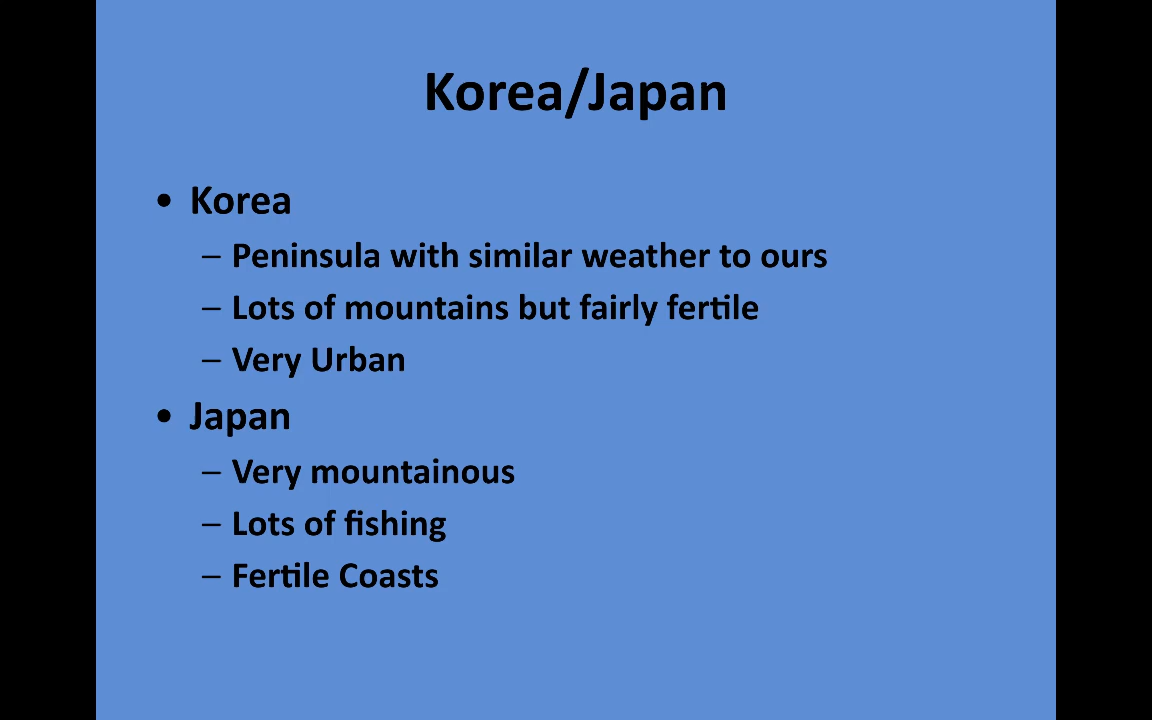 Korea/Japan
• Korea
– Peninsula with similar weather to ours
– Lots of mountains but fairly fertile
– Very Urban
• Japan
– Very mountainous
– Lots of fishing
– Fertile Coasts